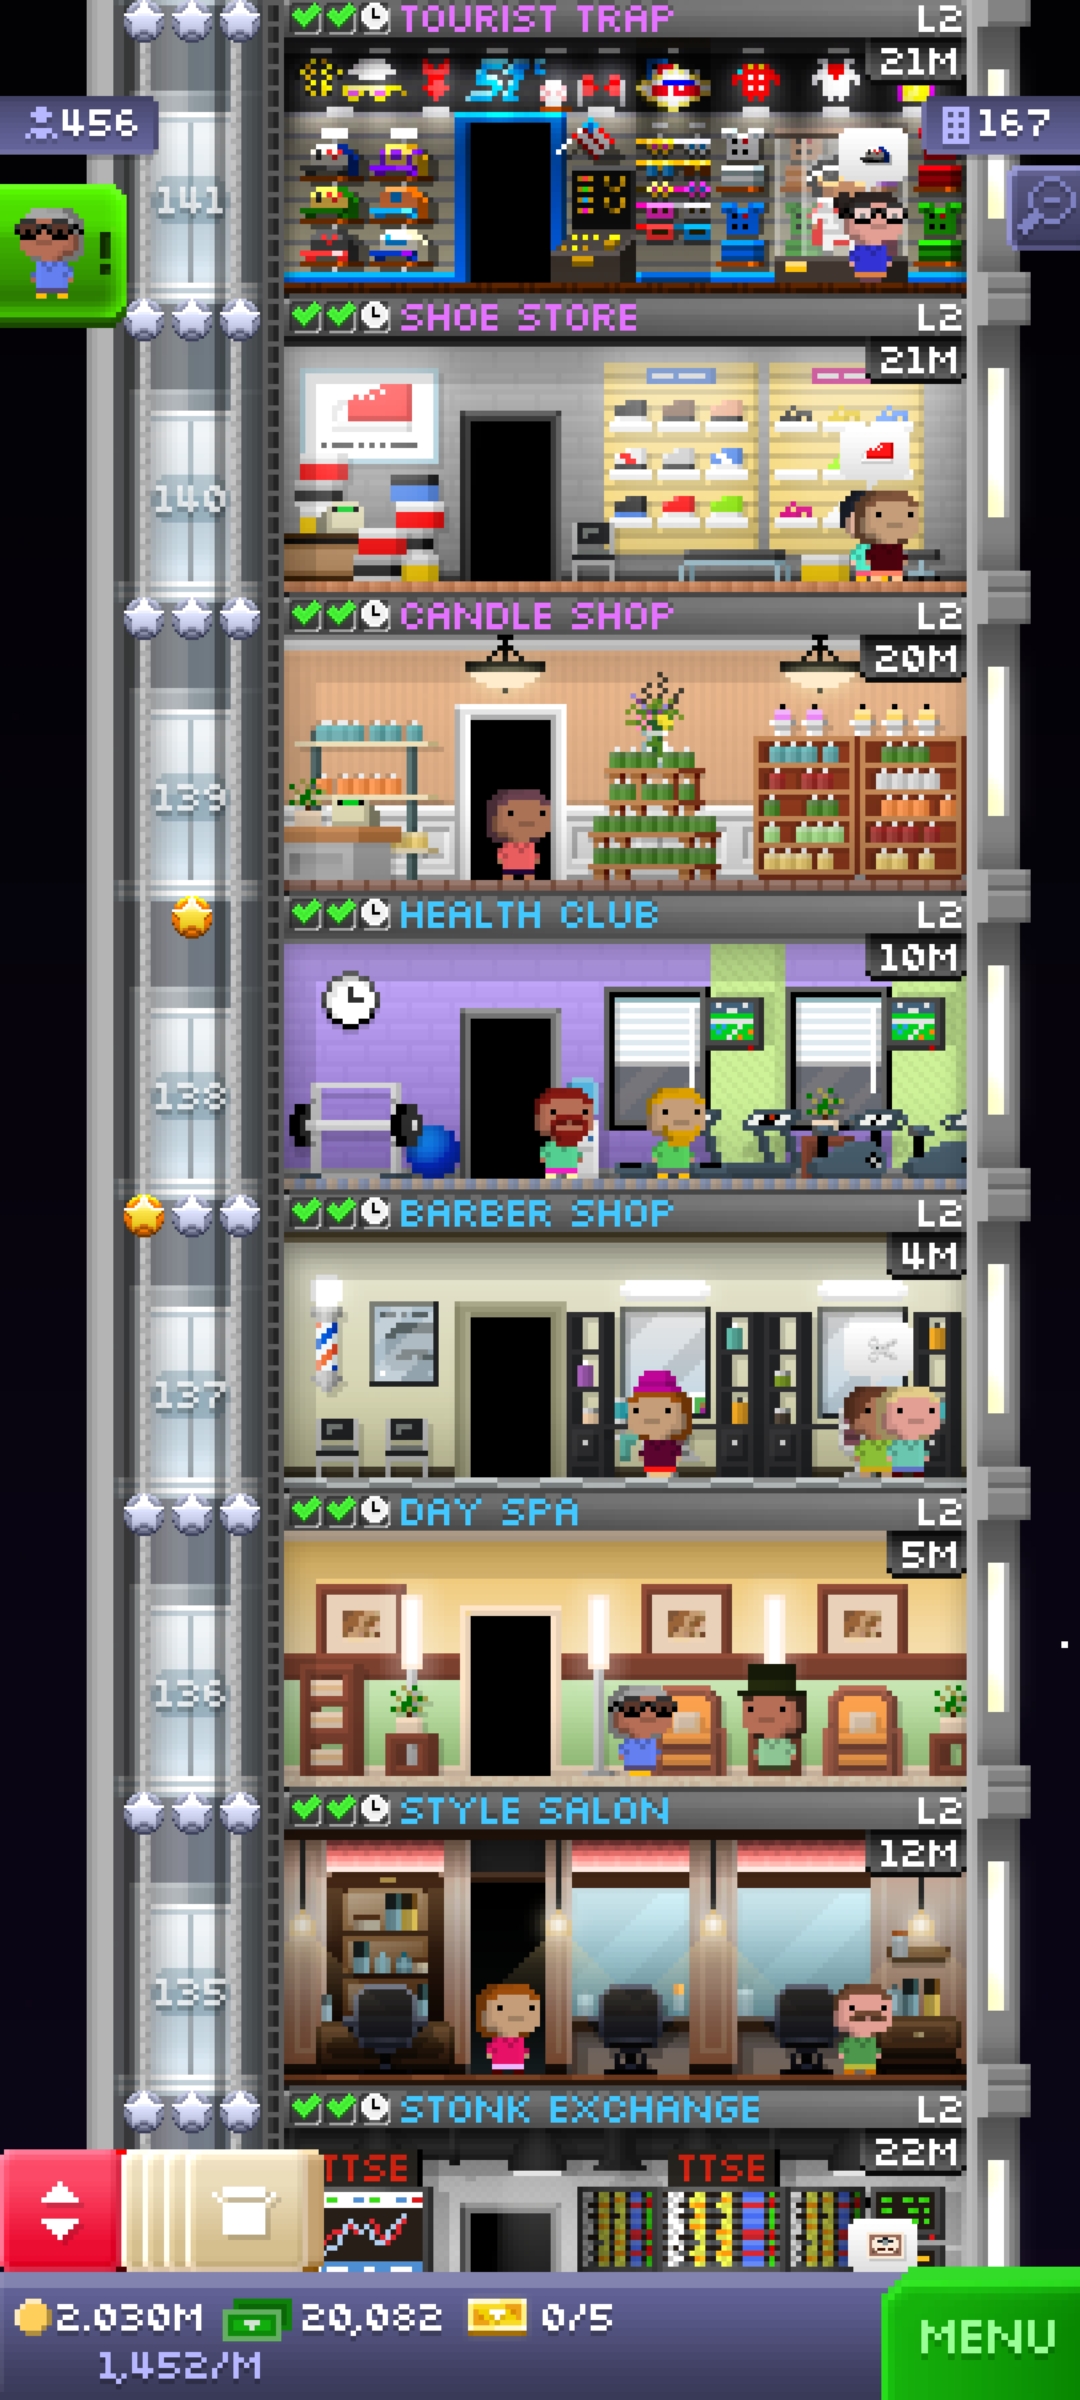 TOURIST TRAP L2
21M
456
167
141
!
SHOE STORE L2
21M
140
CANDLE SHOP L2
20M
139
HEALTH CLUB L2
10M
138
BARBER SHOP L2
4M
137
DAY SPA L2
5M
136
STYLE SALON L2
12M
135
STONK EXCHANGE L2
22M
TTSE TTSE
2.030M 20,082 0/5
1,452/M
MENU